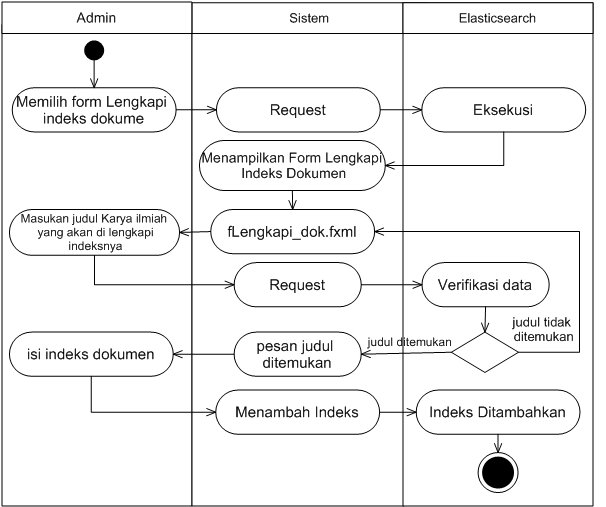 Admin
Sistem
Elasticsearch
Memilih form Lengkapi
indeks dokume
Request
Eksekusi
Menampilkan Form Lengkapi
Indeks Dokumen
Masukan judul Karya ilmiah
yang akan di lengkapi
indeksnya
fLengkapi_dok.fxml
Request
Verifikasi data
judul tidak
ditemukan
judul ditemukan
pesan judul
ditemukan
isi indeks dokumen
Menambah Indeks
Indeks Ditambahkan